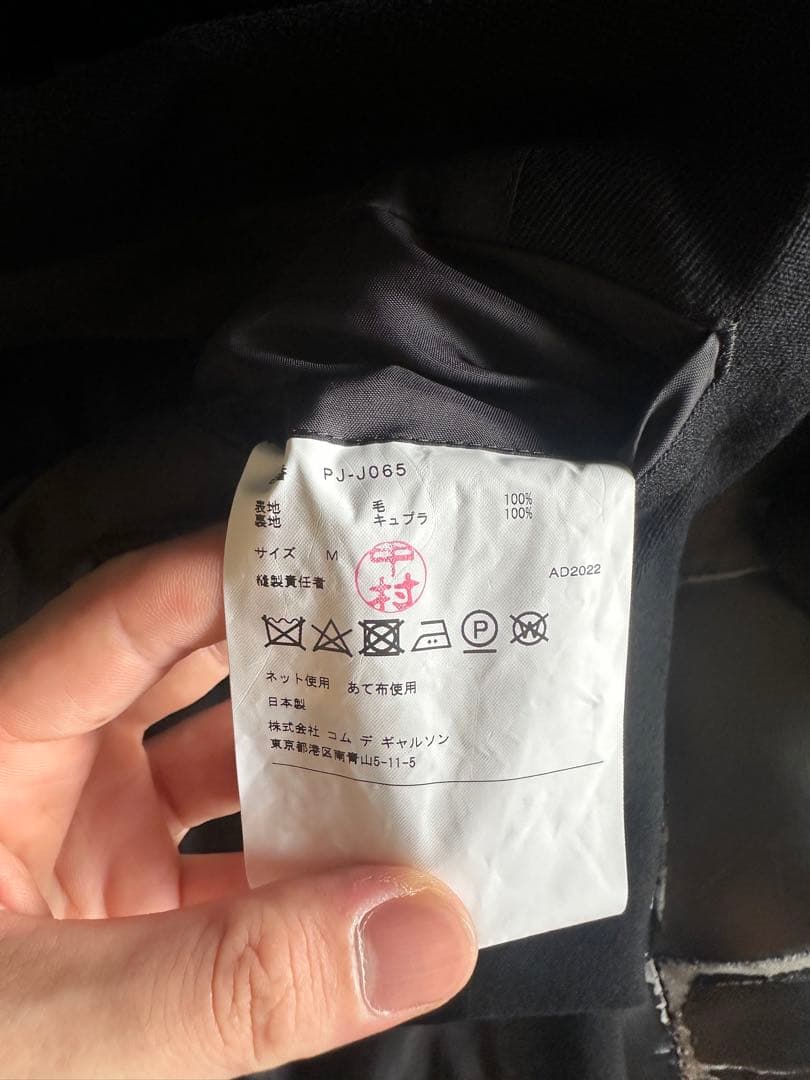 番 PJ-J065
表地 毛 100%
裏地 キュプラ 100%
サイズ M
中村
縫製責任者 AD2022
P
W
ネット使用 あて布使用
日本製
株式会社 コム デ ギャルソン
東京都港区南青山5-11-5